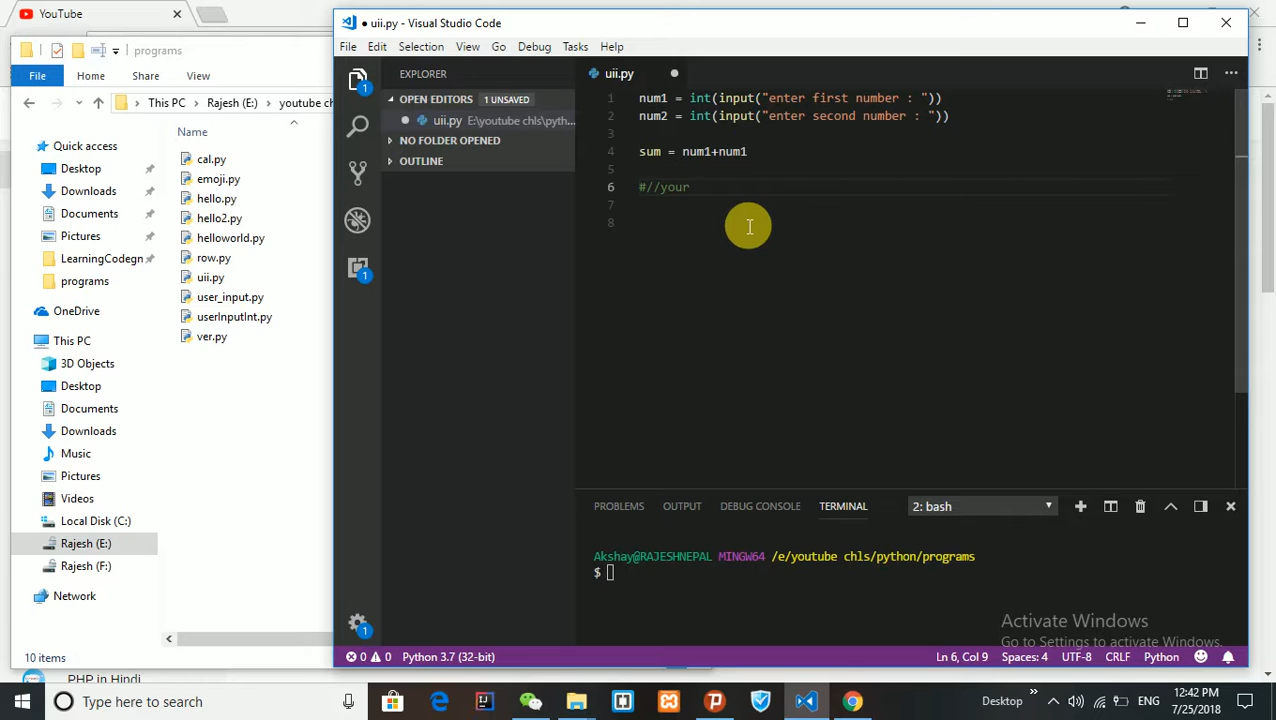 YouTube
uii.py - Visual Studio Code
programs
File Edit Selection View Go Debug Tasks Help
File Home Share View
This PC Rajesh (E:) youtube ch
Name
Quick access
Desktop
Downloads
Documents
Pictures
LearningCodegn
programs
OneDrive
This PC
3D Objects
Desktop
Documents
Downloads
Music
Pictures
Videos
Local Disk (C:)
Rajesh (E:)
Rajesh (F:)
Network
cal.py
emoji.py
hello.py
hello2.py
helloworld.py
row.py
uii.py
user_input.py
userInputInt.py
ver.py
10 items
EXPLORER
OPEN EDITORS 1 UNSAVED
uii.py E:\youtube chls\pyth...
NO FOLDER OPENED
OUTLINE
1
1
1
uii.py
1 num1 = int(input("enter first number : "))
2 num2 = int(input("enter second number : "))
3
4 sum = num1+num1
5
6 #//your
7
8
PROBLEMS OUTPUT DEBUG CONSOLE TERMINAL 2: bash
Akshay@RAJESHNEPAL MINGW64 /e/youtube chls/python/programs
$
Activate Windows
Go to Settings to activate Windows.
0 0 Python 3.7 (32-bit) Ln 6, Col 9 Spaces: 4 UTF-8 CRLF Python
PHP in Hindi
Type here to search
Desktop ENG 12:42 PM
7/25/2018